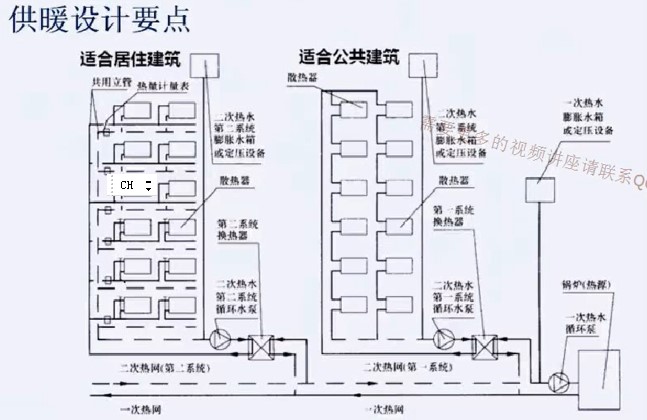 供暖设计要点
适合居住建筑
适合公共建筑
共用立管
热量计量表
散热器
二次热水
第二系统
膨胀水箱
或定压设备
二次热水
第一系统
膨胀水箱
或定压设备
一次热水
膨胀水箱
或定压设备
多的视频讲座请联系Q
CH
散热器
散热器
第二系统
换热器
第一系统
换热器
二次热水
第二系统
循环水泵
二次热水
第一系统
循环水泵
锅炉(热源)
一次热水
循环泵
二次热网(第二系统)
二次热网(第一系统)
一次热网
一次热网